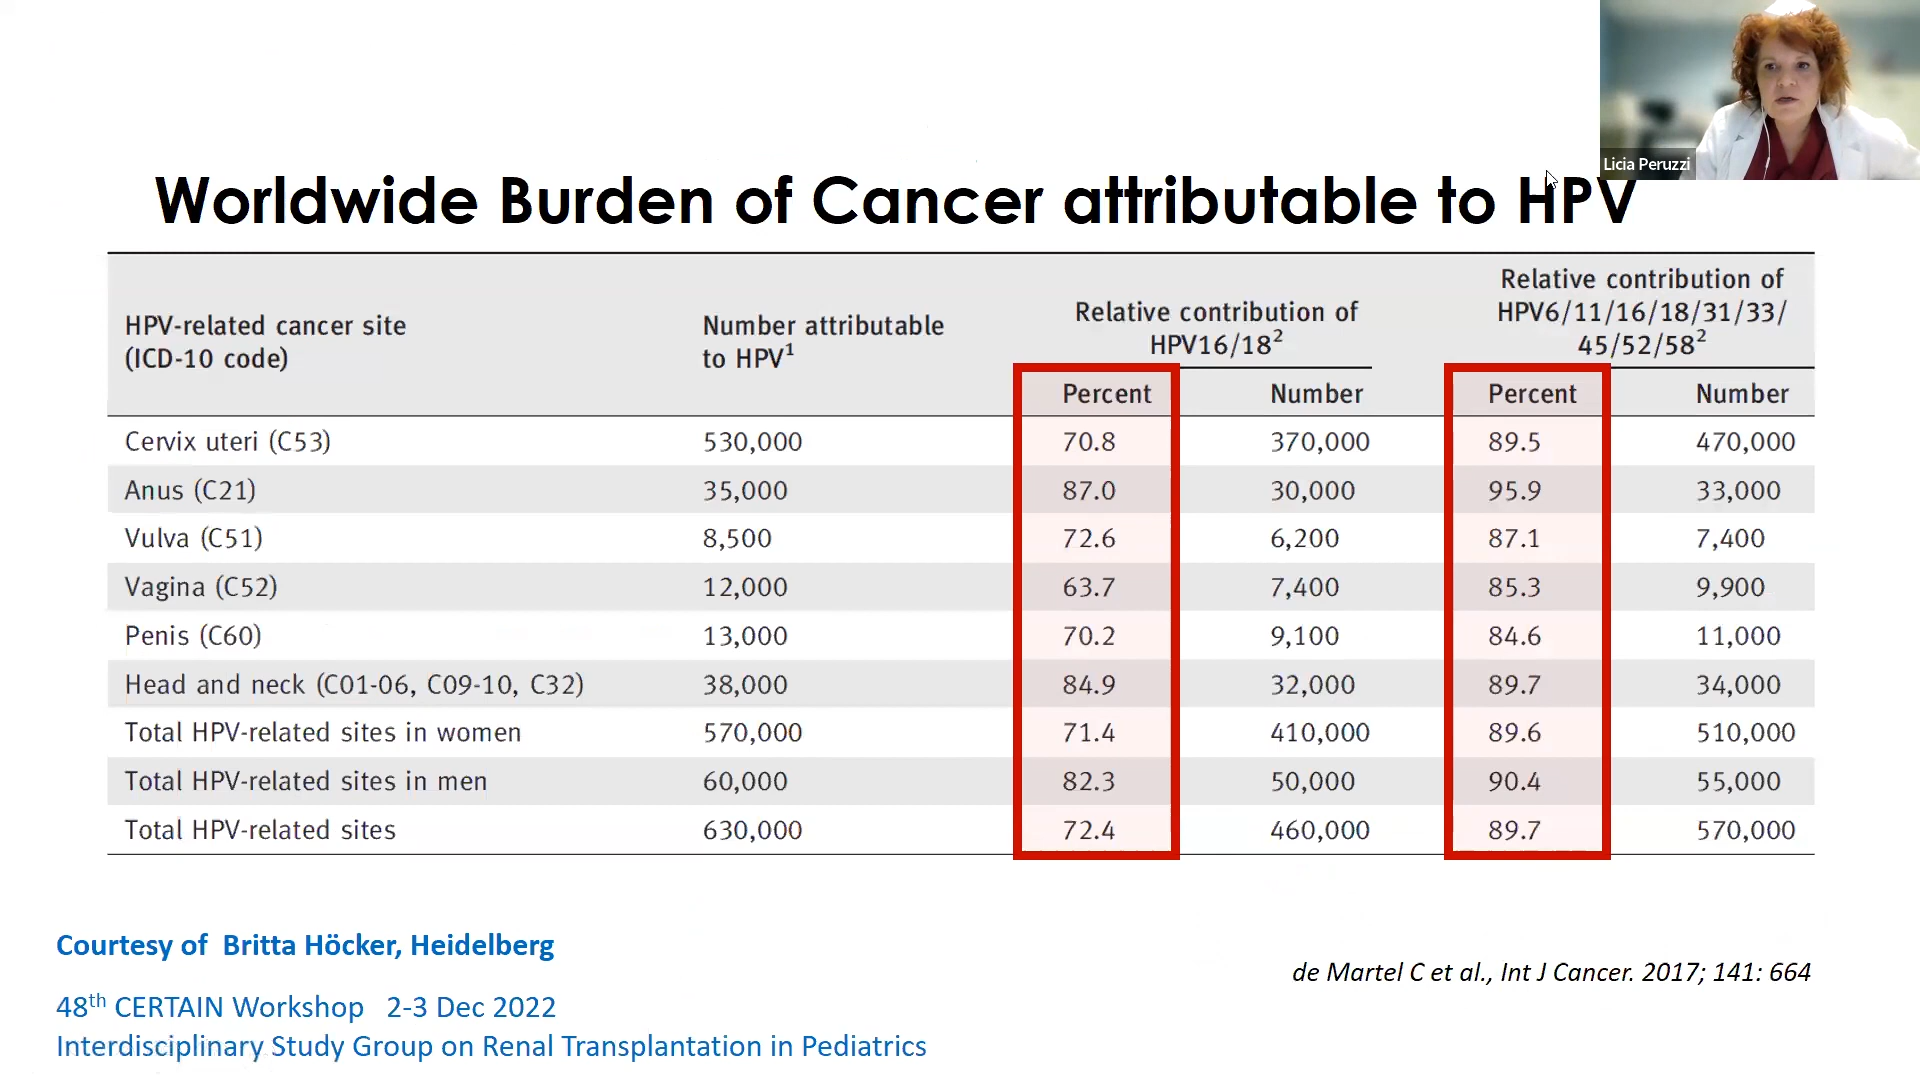 Licia Peruzzi
Worldwide Burden of Cancer attributable to HPV
HPV-related cancer site
(ICD-10 code)
Number attributable
to HPV¹
Relative contribution of
HPV16/18²
Relative contribution of
HPV6/11/16/18/31/33/
45/52/58²
Percent Number Percent Number
Cervix uteri (C53) 530,000 70.8 370,000 89.5 470,000
Anus (C21) 35,000 87.0 30,000 95.9 33,000
Vulva (C51) 8,500 72.6 6,200 87.1 7,400
Vagina (C52) 12,000 63.7 7,400 85.3 9,900
Penis (C60) 13,000 70.2 9,100 84.6 11,000
Head and neck (C01-06, C09-10, C32) 38,000 84.9 32,000 89.7 34,000
Total HPV-related sites in women 570,000 71.4 410,000 89.6 510,000
Total HPV-related sites in men 60,000 82.3 50,000 90.4 55,000
Total HPV-related sites 630,000 72.4 460,000 89.7 570,000
Courtesy of Britta Höcker, Heidelberg
de Martel C et al., Int J Cancer. 2017; 141: 664
48th CERTAIN Workshop 2-3 Dec 2022
Interdisciplinary Study Group on Renal Transplantation in Pediatrics